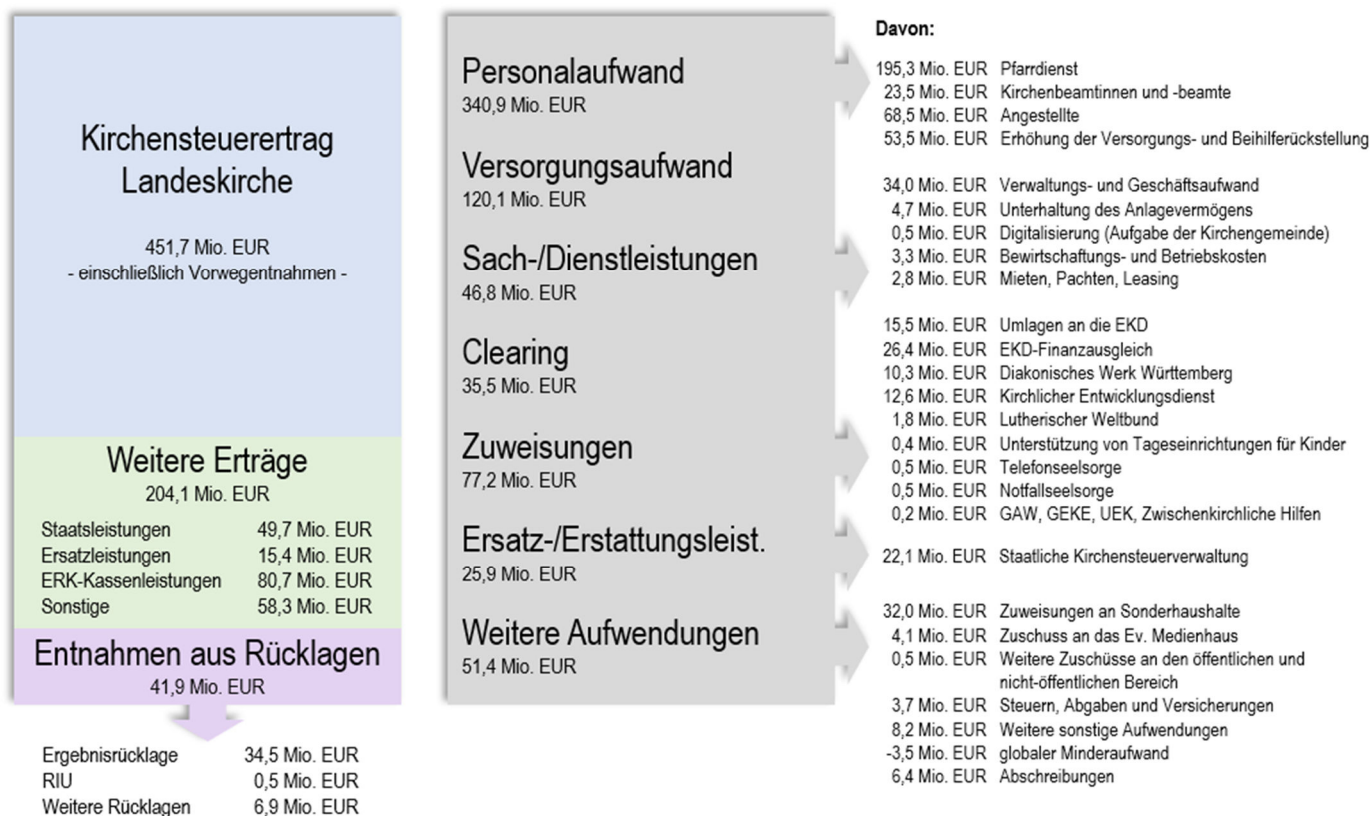 Kirchensteuerertrag
Landeskirche
451,7 Mio. EUR
- einschließlich Vorwegentnahmen -
Weitere Erträge
204,1 Mio. EUR
Staatsleistungen 49,7 Mio. EUR
Ersatzleistungen 15,4 Mio. EUR
ERK-Kassenleistungen 80,7 Mio. EUR
Sonstige 58,3 Mio. EUR
Entnahmen aus Rücklagen
41,9 Mio. EUR
Ergebnisrücklage 34,5 Mio. EUR
RIU 0,5 Mio. EUR
Weitere Rücklagen 6,9 Mio. EUR
Personalaufwand
340,9 Mio. EUR
Versorgungsaufwand
120,1 Mio. EUR
Sach-/Dienstleistungen
46,8 Mio. EUR
Clearing
35,5 Mio. EUR
Zuweisungen
77,2 Mio. EUR
Ersatz-/Erstattungsleist.
25,9 Mio. EUR
Weitere Aufwendungen
51,4 Mio. EUR
Davon:
195,3 Mio. EUR Pfarrdienst
23,5 Mio. EUR Kirchenbeamtinnen und -beamte
68,5 Mio. EUR Angestellte
53,5 Mio. EUR Erhöhung der Versorgungs- und Beihilferückstellung
34,0 Mio. EUR Verwaltungs- und Geschäftsaufwand
4,7 Mio. EUR Unterhaltung des Anlagevermögens
0,5 Mio. EUR Digitalisierung (Aufgabe der Kirchengemeinde)
3,3 Mio. EUR Bewirtschaftungs- und Betriebskosten
2,8 Mio. EUR Mieten, Pachten, Leasing
15,5 Mio. EUR Umlagen an die EKD
26,4 Mio. EUR EKD-Finanzausgleich
10,3 Mio. EUR Diakonisches Werk Württemberg
12,6 Mio. EUR Kirchlicher Entwicklungsdienst
1,8 Mio. EUR Lutherischer Weltbund
0,4 Mio. EUR Unterstützung von Tageseinrichtungen für Kinder
0,5 Mio. EUR Telefonseelsorge
0,5 Mio. EUR Notfallseelsorge
0,2 Mio. EUR GAW, GEKE, UEK, Zwischenkirchliche Hilfen
22,1 Mio. EUR Staatliche Kirchensteuerverwaltung
32,0 Mio. EUR Zuweisungen an Sonderhaushalte
4,1 Mio. EUR Zuschuss an das Ev. Medienhaus
0,5 Mio. EUR Weitere Zuschüsse an den öffentlichen und
nicht-öffentlichen Bereich
3,7 Mio. EUR Steuern, Abgaben und Versicherungen
8,2 Mio. EUR Weitere sonstige Aufwendungen
-3,5 Mio. EUR globaler Minderaufwand
6,4 Mio. EUR Abschreibungen